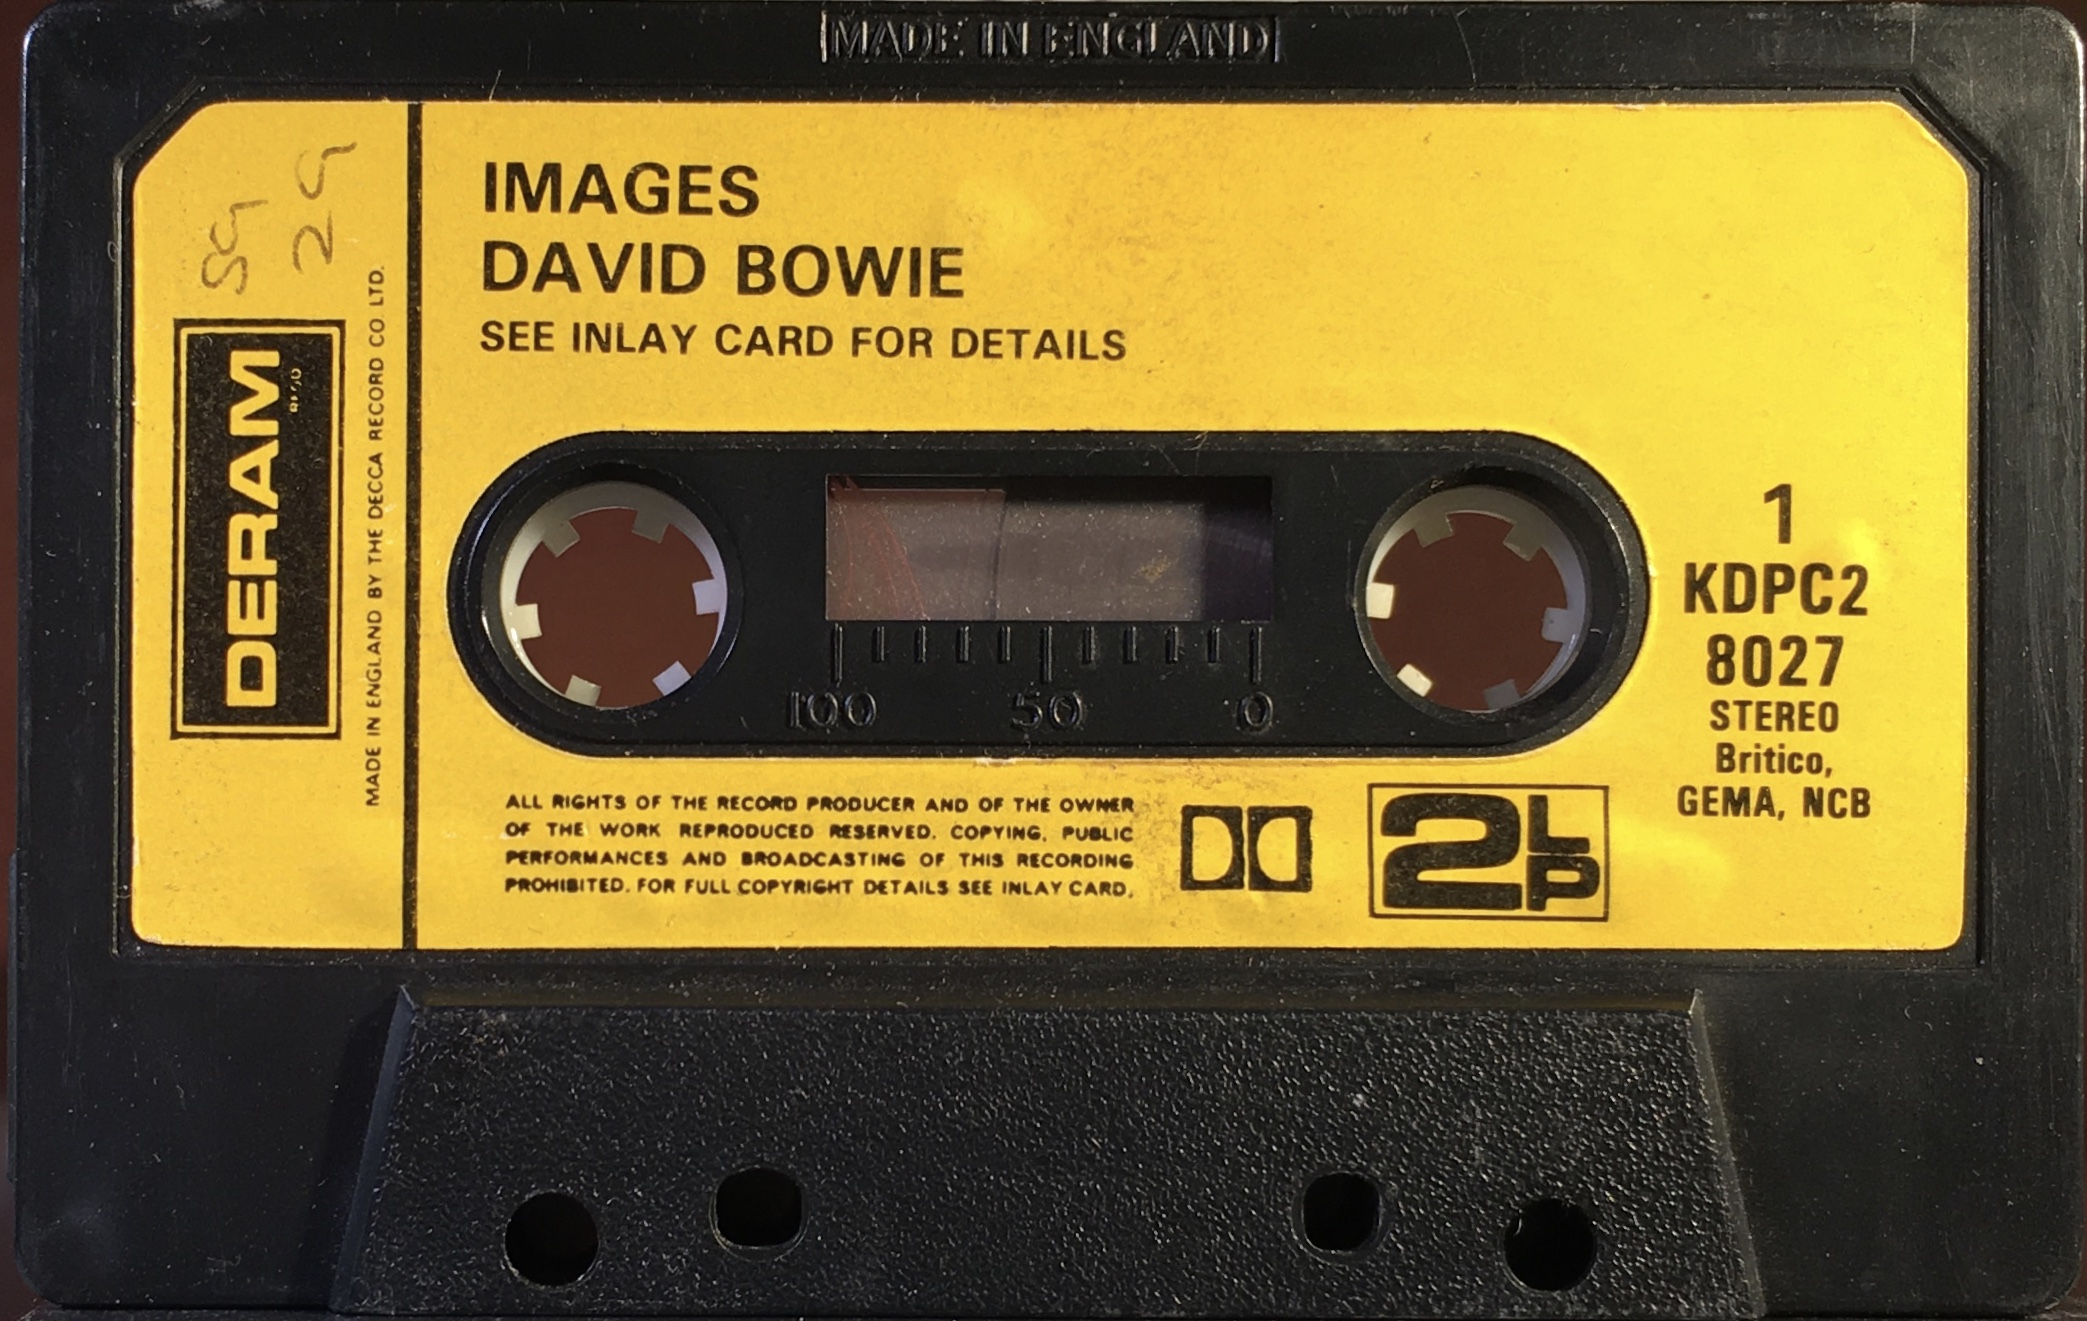 MADE IN ENGLAND
IMAGES
DAVID BOWIE
SEE INLAY CARD FOR DETAILS
DERAM
MADE IN ENGLAND BY THE DECCA RECORD CO. LTD.
100 50 0
1
KDPC2
8027
STEREO
Britico,
GEMA, NCB
ALL RIGHTS OF THE RECORD PRODUCER AND OF THE OWNER
OF THE WORK REPRODUCED RESERVED. COPYING, PUBLIC
PERFORMANCES AND BROADCASTING OF THIS RECORDING
PROHIBITED. FOR FULL COPYRIGHT DETAILS SEE INLAY CARD.
2LP